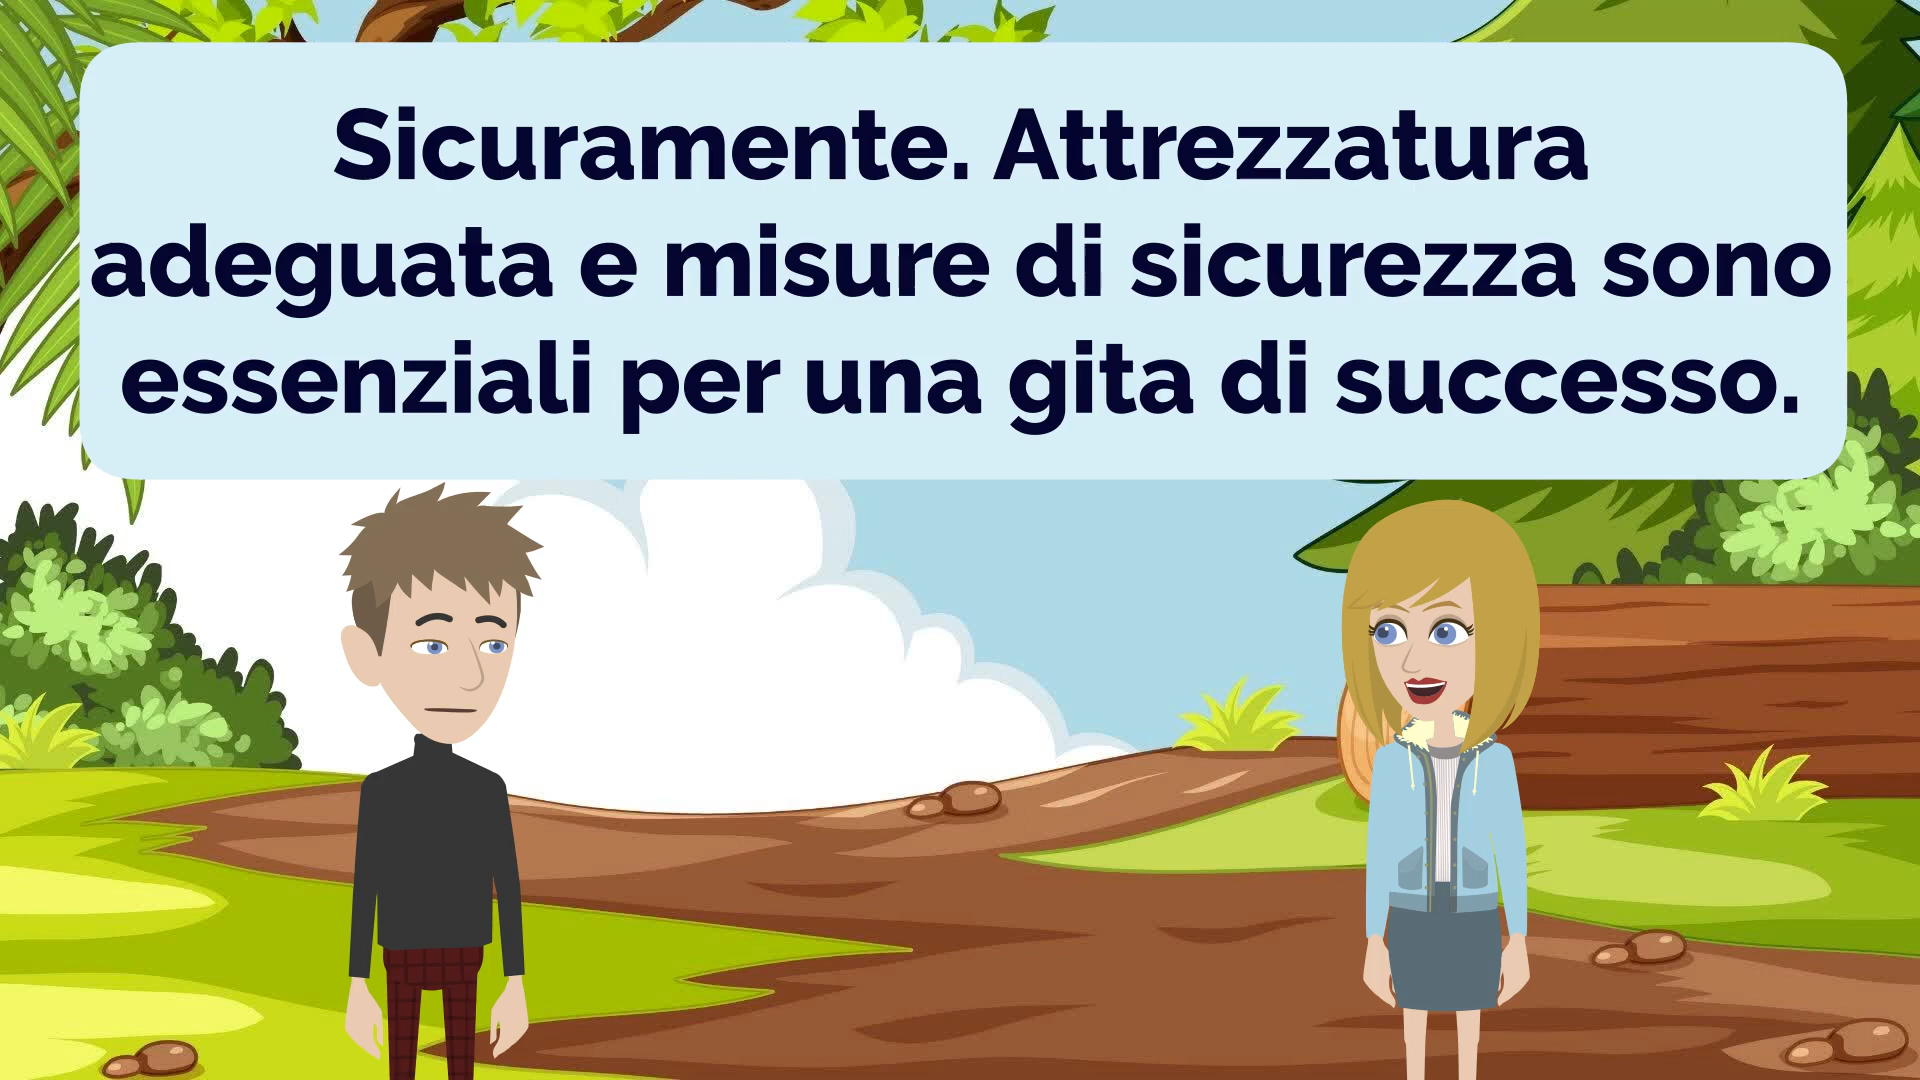 Sicuramente. Attrezzatura
adeguata e misure di sicurezza sono
essenziali per una gita di successo.